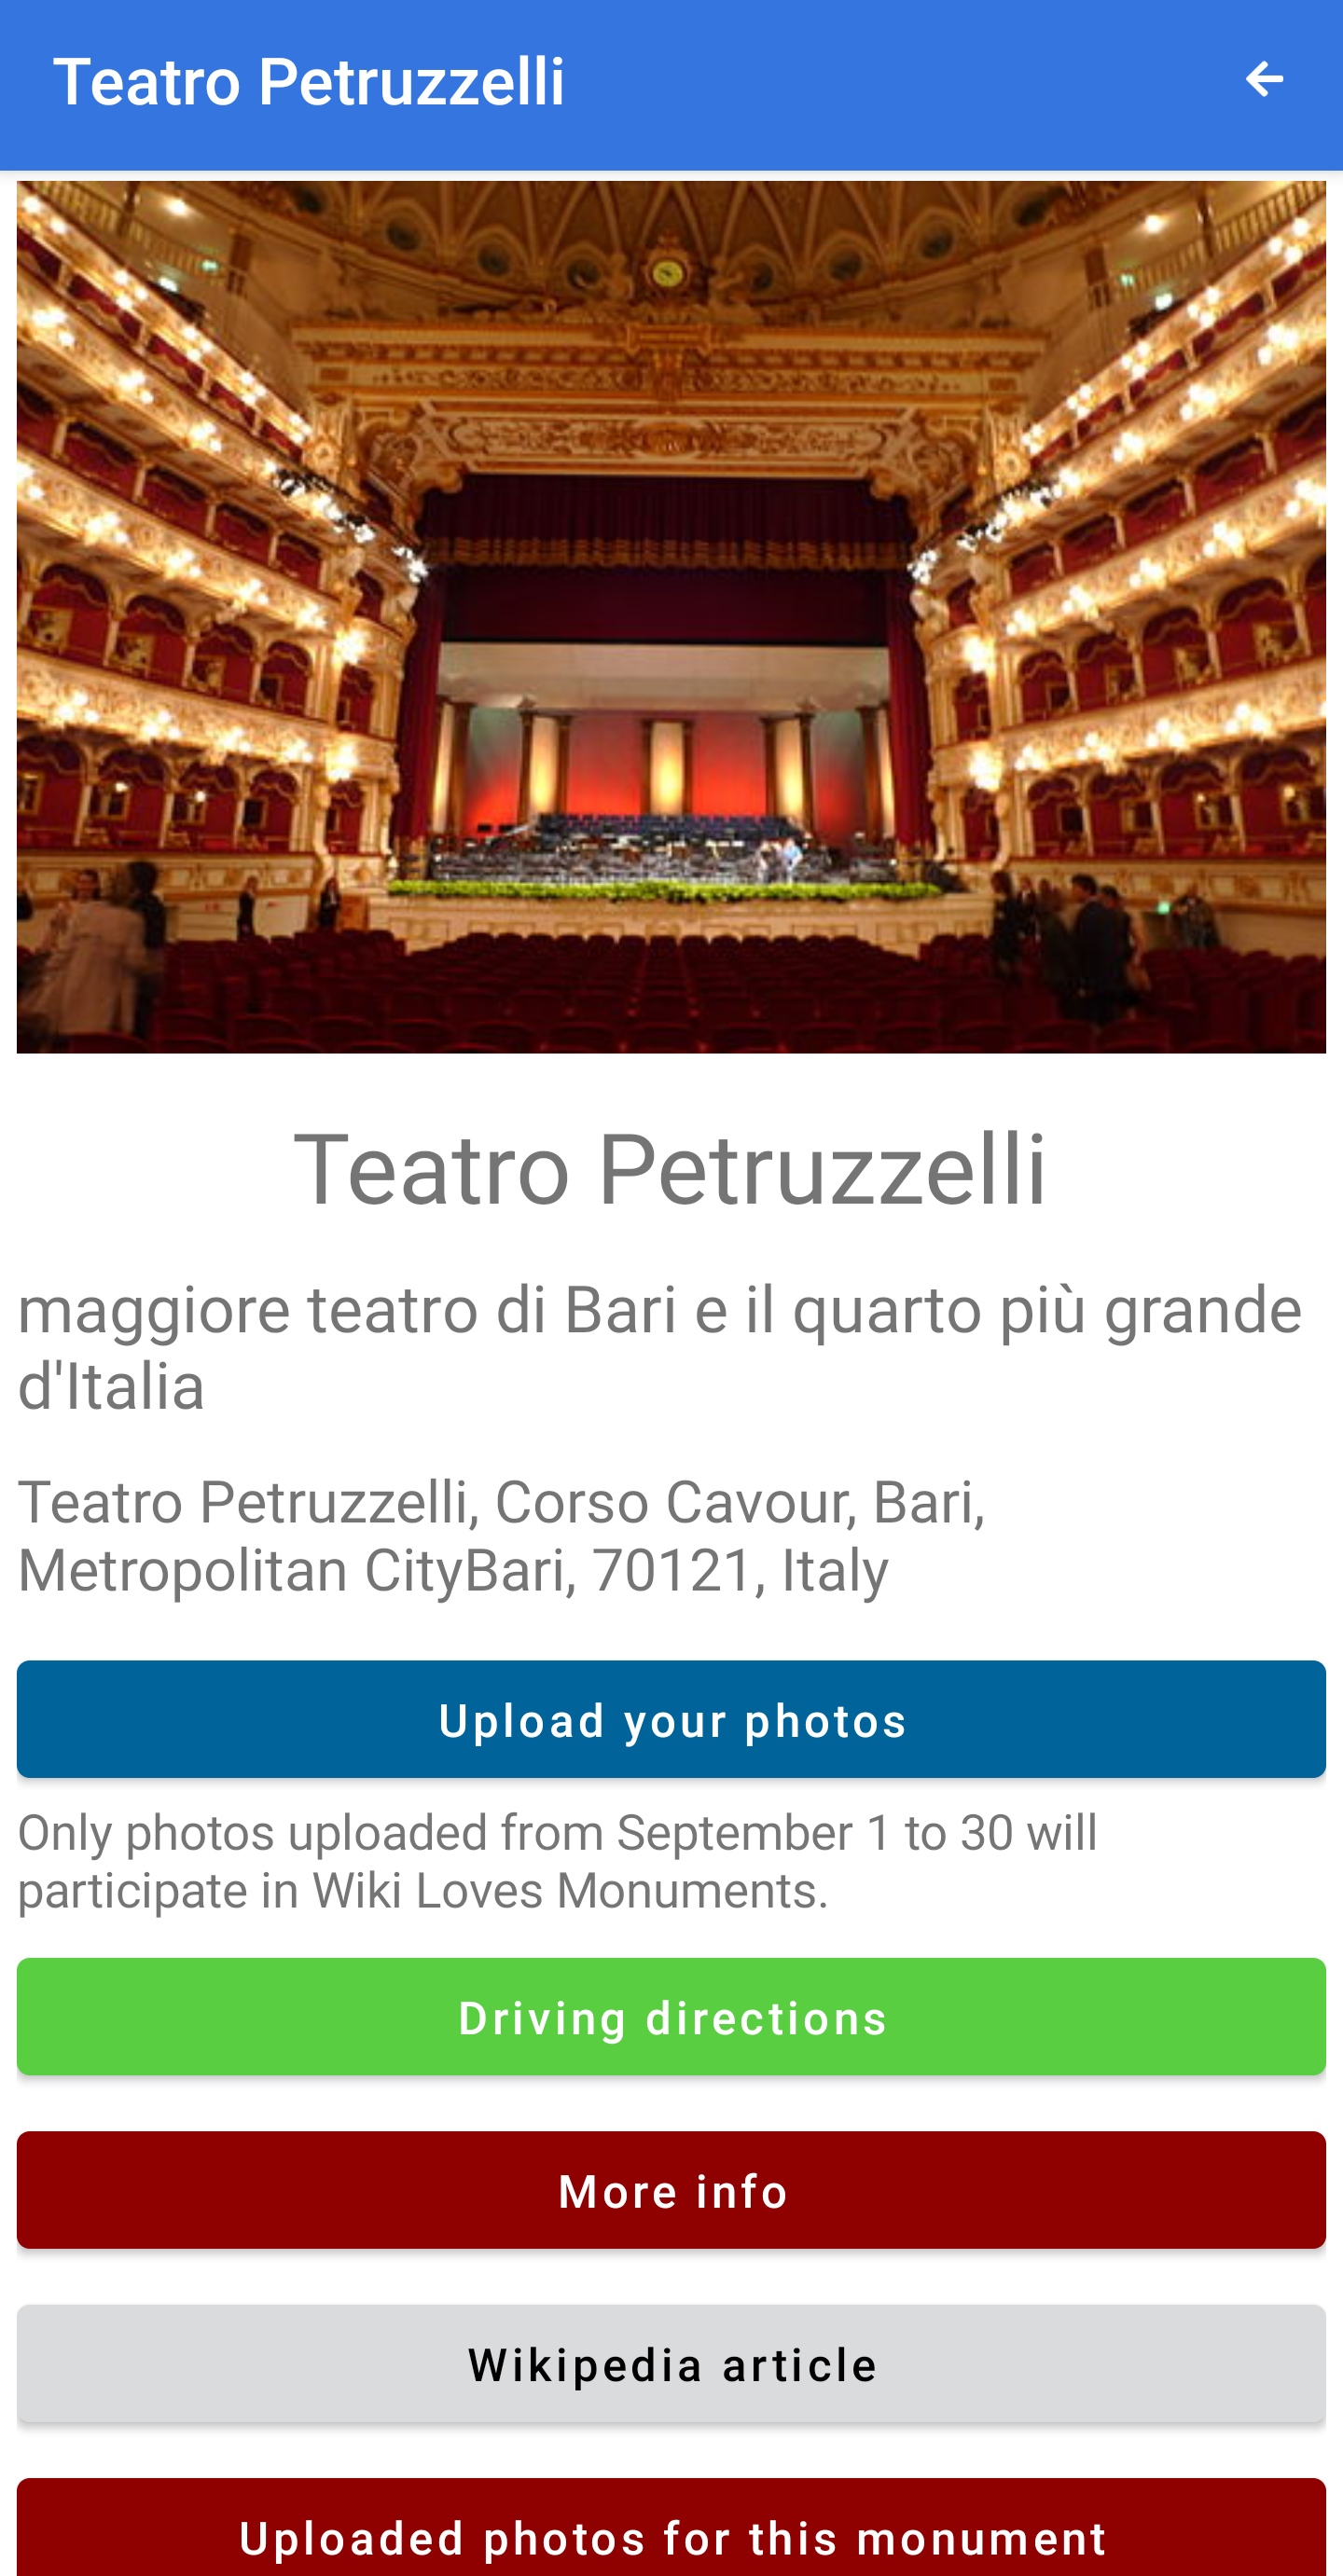 Teatro Petruzzelli
Teatro Petruzzelli
maggiore teatro di Bari e il quarto più grande
d'Italia
Teatro Petruzzelli, Corso Cavour, Bari,
Metropolitan CityBari, 70121, Italy
Upload your photos
Only photos uploaded from September 1 to 30 will
participate in Wiki Loves Monuments.
Driving directions
More info
Wikipedia article
Uploaded photos for this monument